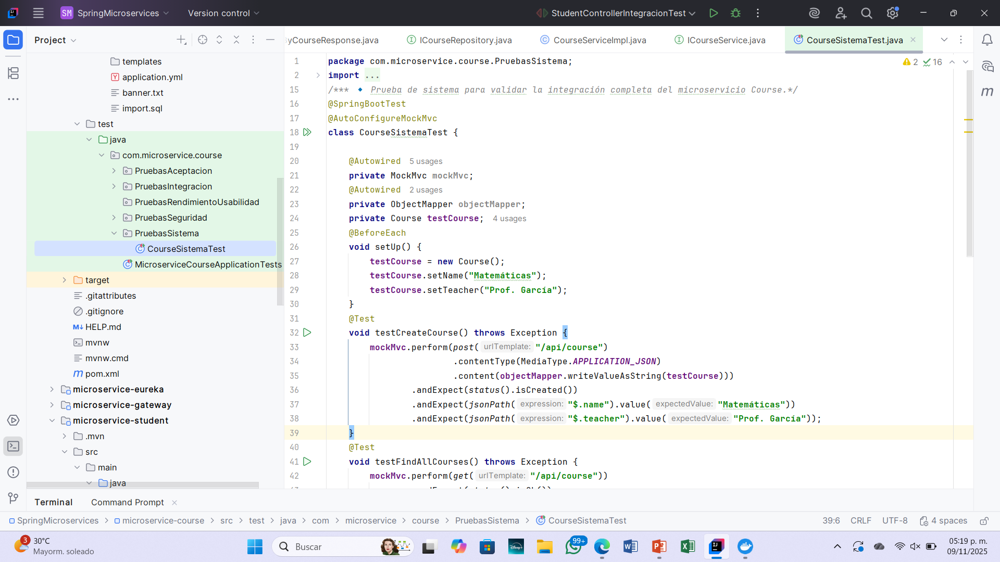 SM SpringMicroservices Version control StudentControllerIntegracionTest
Project
yCourseResponse.java ICourseRepository.java CourseServiceImpl.java ICourseService.java CourseSistemaTest.java
templates
application.yml
banner.txt
import.sql
test
java
com.microservice.course
PruebasAceptacion
PruebasIntegracion
PruebasRendimientoUsabilidad
PruebasSeguridad
PruebasSistema
CourseSistemaTest
MicroserviceCourseApplicationTests
target
.gitattributes
.gitignore
HELP.md
mvnw
mvnw.cmd
pom.xml
microservice-eureka
microservice-gateway
microservice-student
.mvn
src
main
java
2 16
1 package com.microservice.course.PruebasSistema;
2 import ...
15 /*** 🔹 Prueba de sistema para validar la integración completa del microservicio Course.*/
16 @SpringBootTest
17 @AutoConfigureMockMvc
18 class CourseSistemaTest {
19
20 @Autowired 5 usages
21 private MockMvc mockMvc;
22 @Autowired 2 usages
23 private ObjectMapper objectMapper;
24 private Course testCourse; 4 usages
25 @BeforeEach
26 void setUp() {
27 testCourse = new Course();
28 testCourse.setName("Matemáticas");
29 testCourse.setTeacher("Prof. García");
30 }
31 @Test
32 void testCreateCourse() throws Exception {
33 mockMvc.perform(post( urlTemplate: "/api/course")
34 .contentType(MediaType.APPLICATION_JSON)
35 .content(objectMapper.writeValueAsString(testCourse)))
36 .andExpect(status().isCreated())
37 .andExpect(jsonPath( expression: "$.name").value( expectedValue: "Matemáticas"))
38 .andExpect(jsonPath( expression: "$.teacher").value( expectedValue: "Prof. García"));
39 }
40 @Test
41 void testFindAllCourses() throws Exception {
42 mockMvc.perform(get( urlTemplate: "/api/course"))
Terminal Command Prompt
SpringMicroservices > microservice-course > src > test > java > com > microservice > course > PruebasSistema > CourseSistemaTest 39:6 CRLF UTF-8 4 spaces
3 30°C
Mayorm. soleado
Buscar
99+
05:19 p. m.
09/11/2025